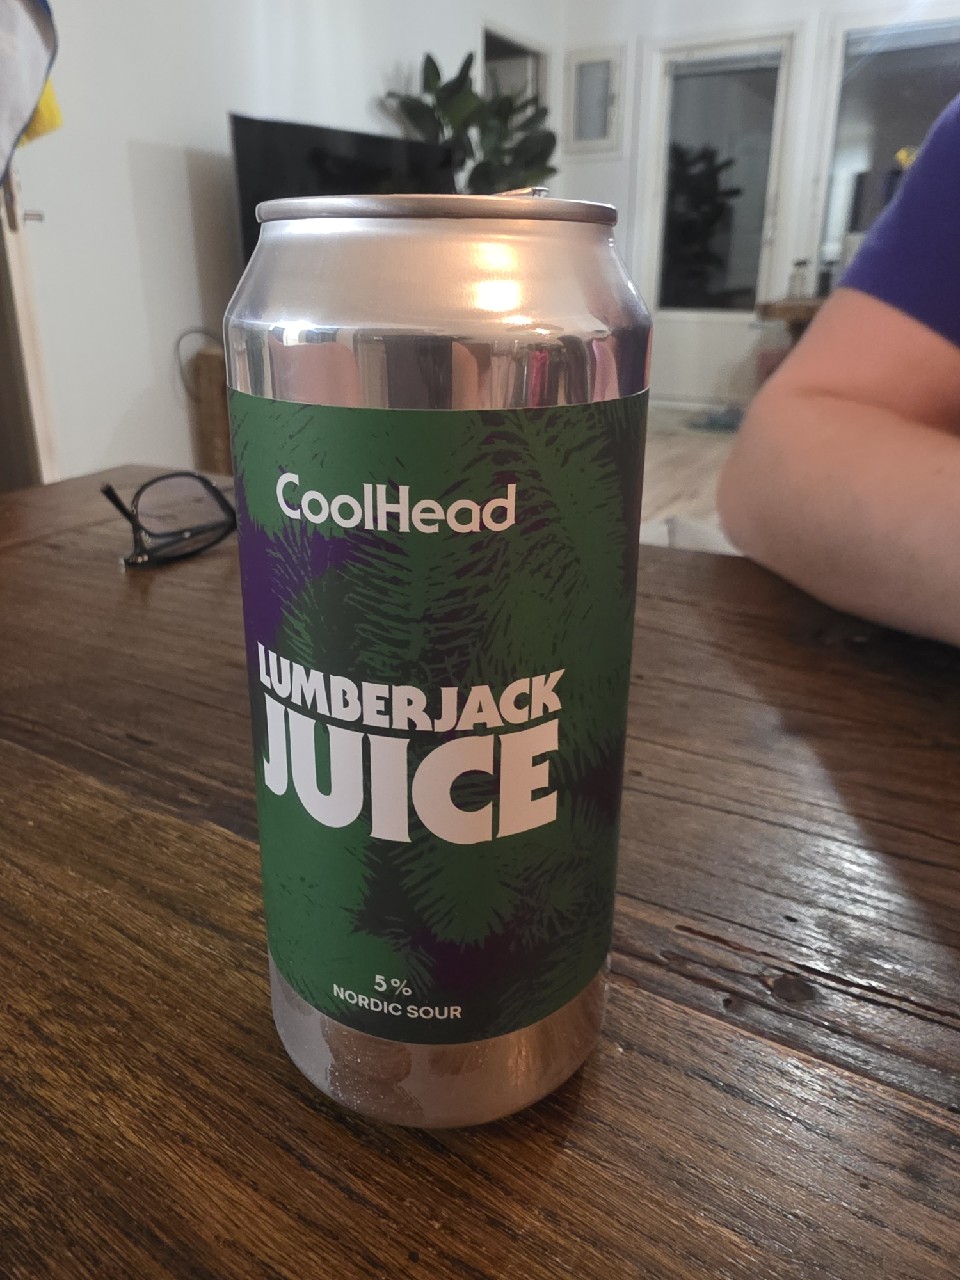 CoolHead
LUMBERJACK
JUICE
5%
NORDIC SOUR